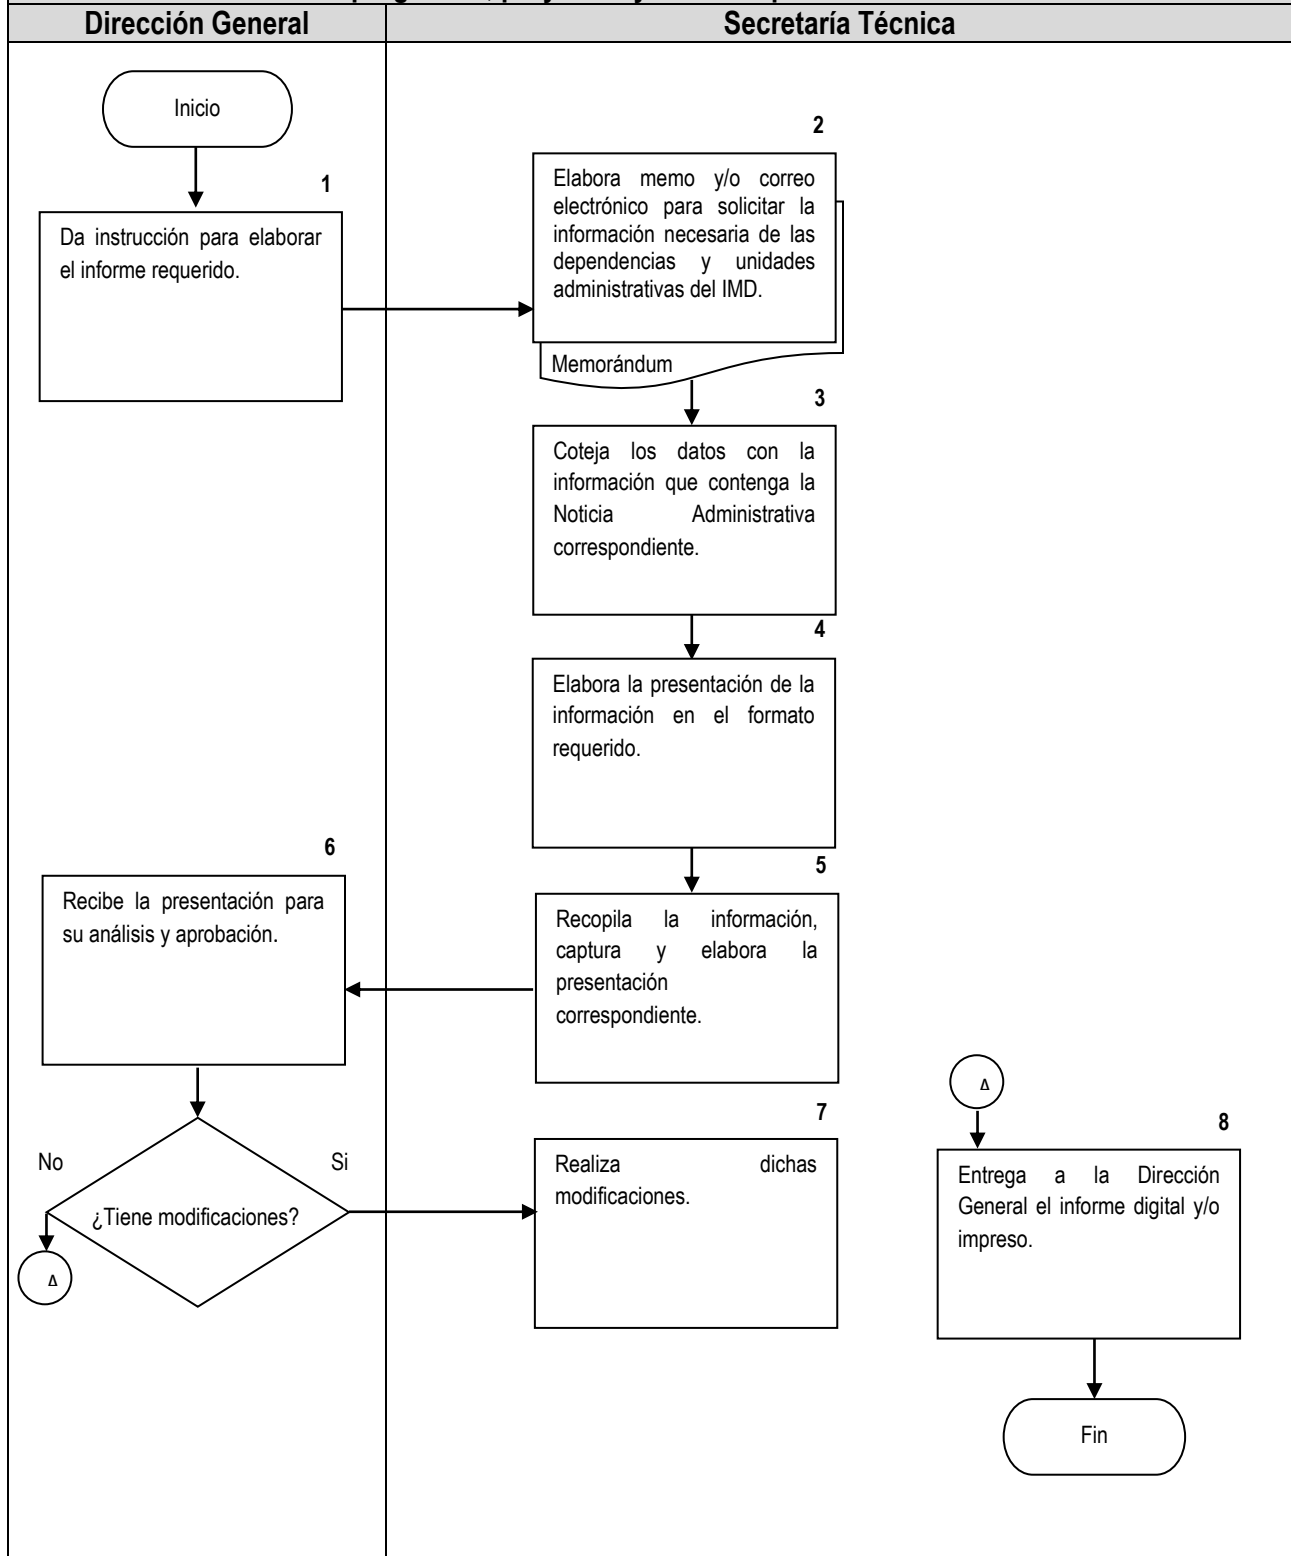 Dirección General
Secretaría Técnica
Inicio
1
Da instrucción para elaborar
el informe requerido.
2
Elabora memo y/o correo
electrónico para solicitar la
información necesaria de las
dependencias y unidades
administrativas del IMD.
Memorándum
3
Coteja los datos con la
información que contenga la
Noticia Administrativa
correspondiente.
4
Elabora la presentación de la
información en el formato
requerido.
5
Recopila la información,
captura y elabora la
presentación
correspondiente.
6
Recibe la presentación para
su análisis y aprobación.
No
Si
¿Tiene modificaciones?
7
Realiza dichas
modificaciones.
8
Entrega a la Dirección
General el informe digital y/o
impreso.
Fin